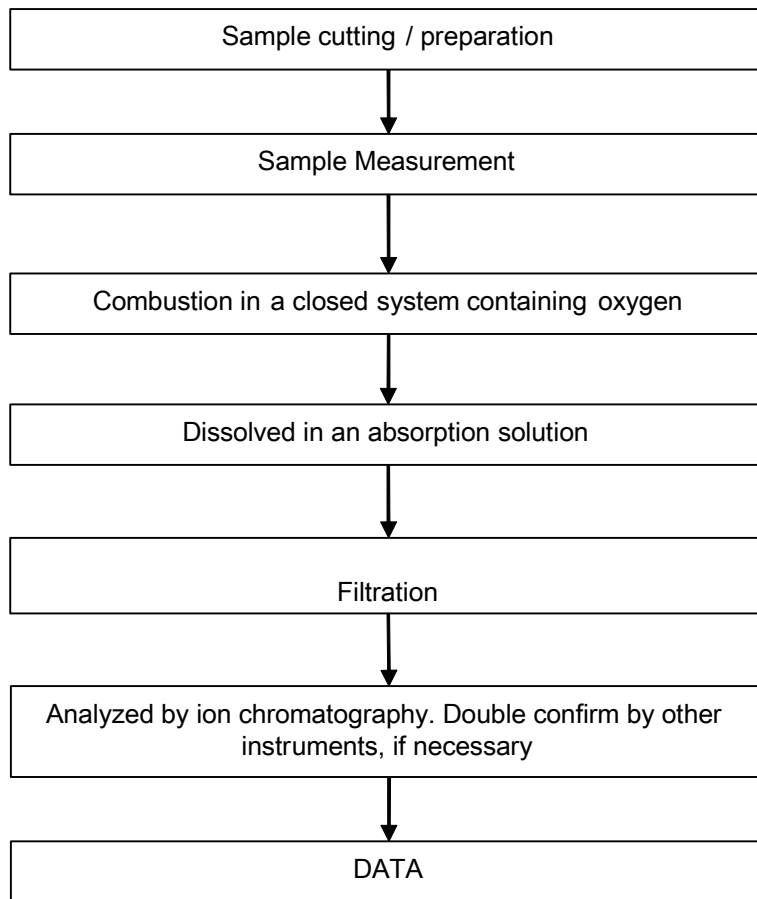 Sample cutting / preparation
Sample Measurement
Combustion in a closed system containing oxygen
Dissolved in an absorption solution
Filtration
Analyzed by ion chromatography. Double confirm by other
instruments, if necessary
DATA